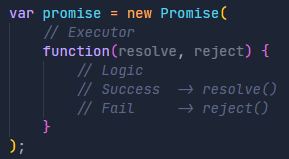 var promise = new Promise(
// Executor
function(resolve, reject) {
// Logic
// Success -> resolve()
// Fail -> reject()
}
);